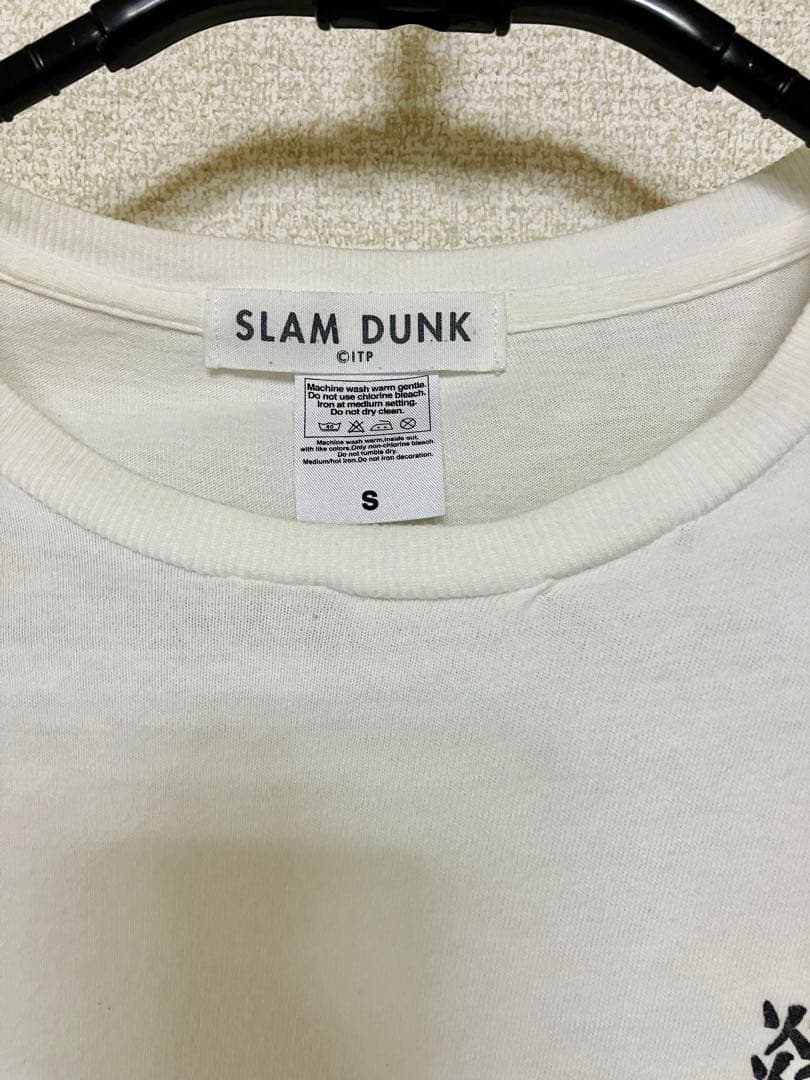 SLAM DUNK
©ITP
Machine wash warm gentle.
Do not use chlorine bleach.
Iron at medium setting.
Do not dry clean.
40
Machine wash warm,inside out,
with like colors,Only non-chlorine bleach
Do not tumble dry.
Medium/hot iron.Do not iron decoration.
S